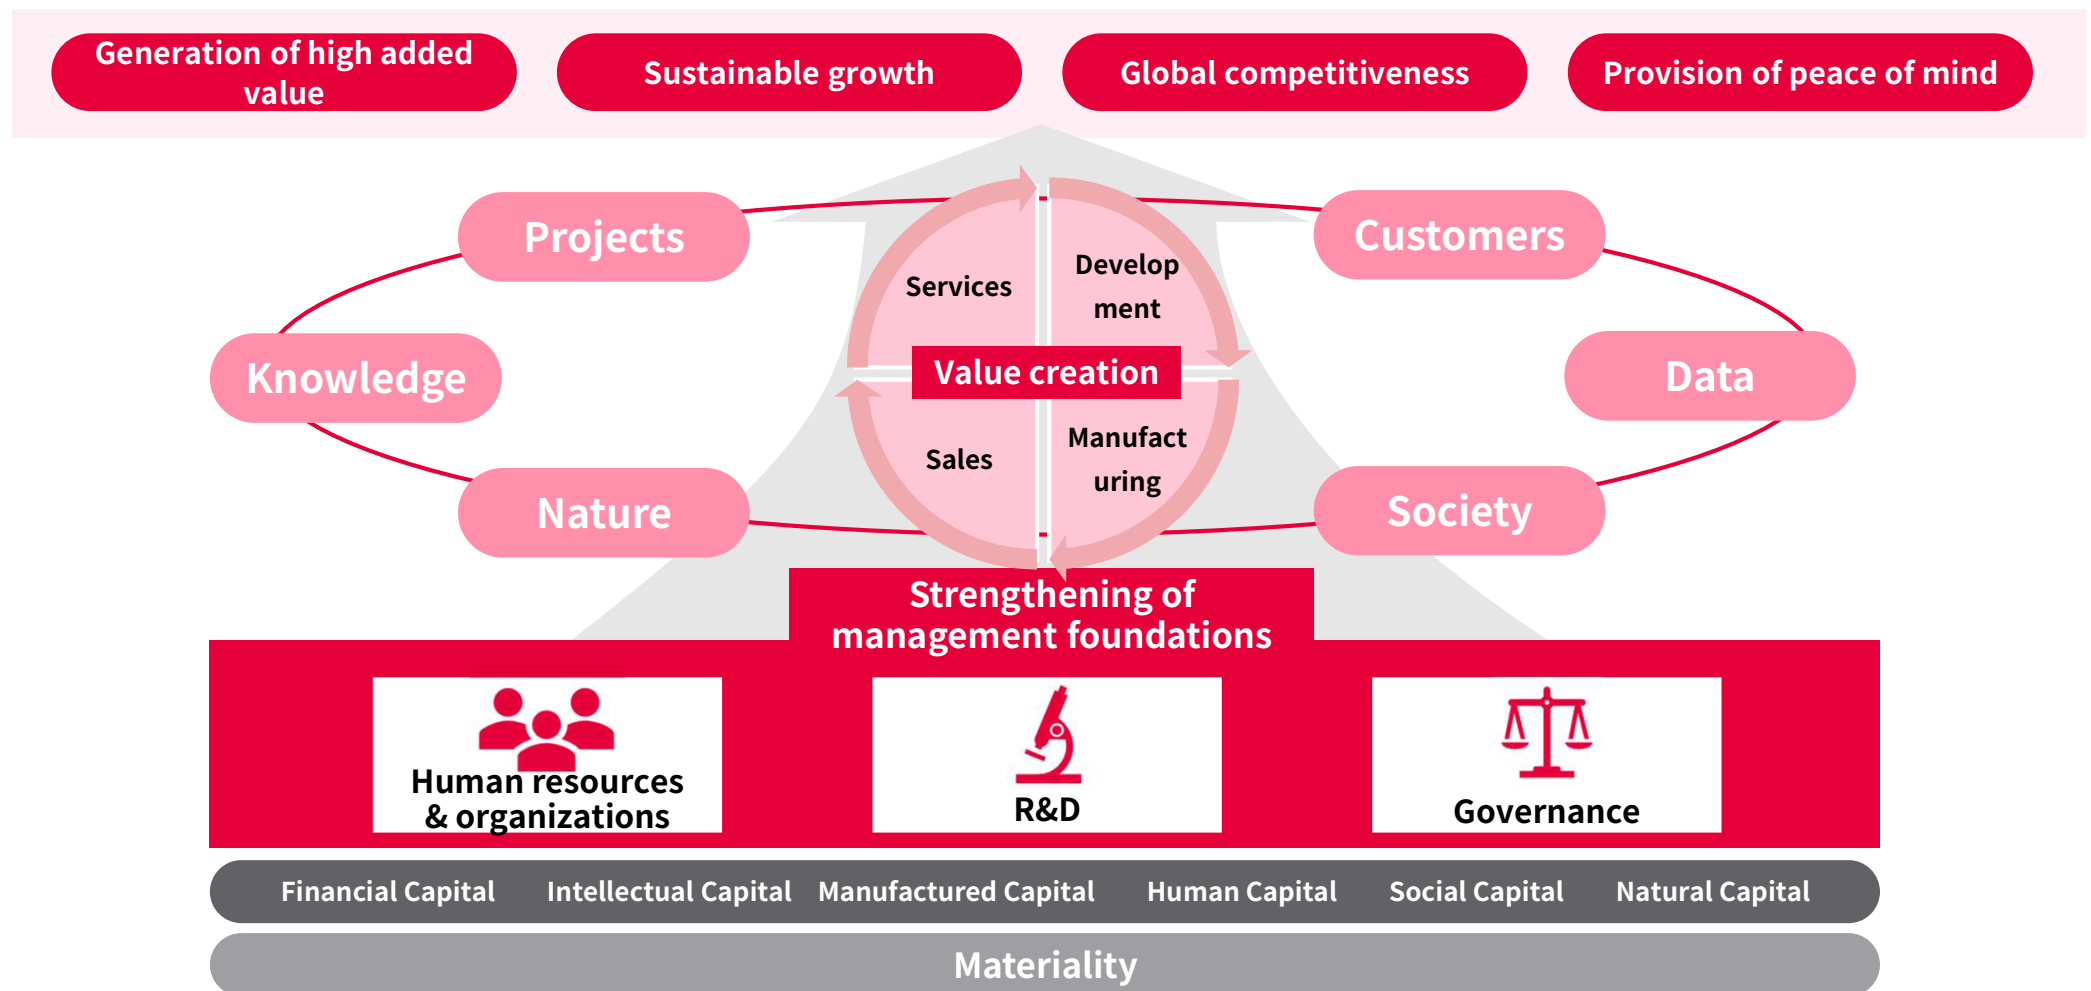 Generation of high added
value
Sustainable growth
Global competitiveness
Provision of peace of mind
Projects
Customers
Services
Develop
ment
Knowledge
Value creation
Data
Sales
Manufact
uring
Nature
Society
Strengthening of
management foundations
Human resources
& organizations
R&D
Governance
Financial Capital
Intellectual Capital
Manufactured Capital
Human Capital
Social Capital
Natural Capital
Materiality